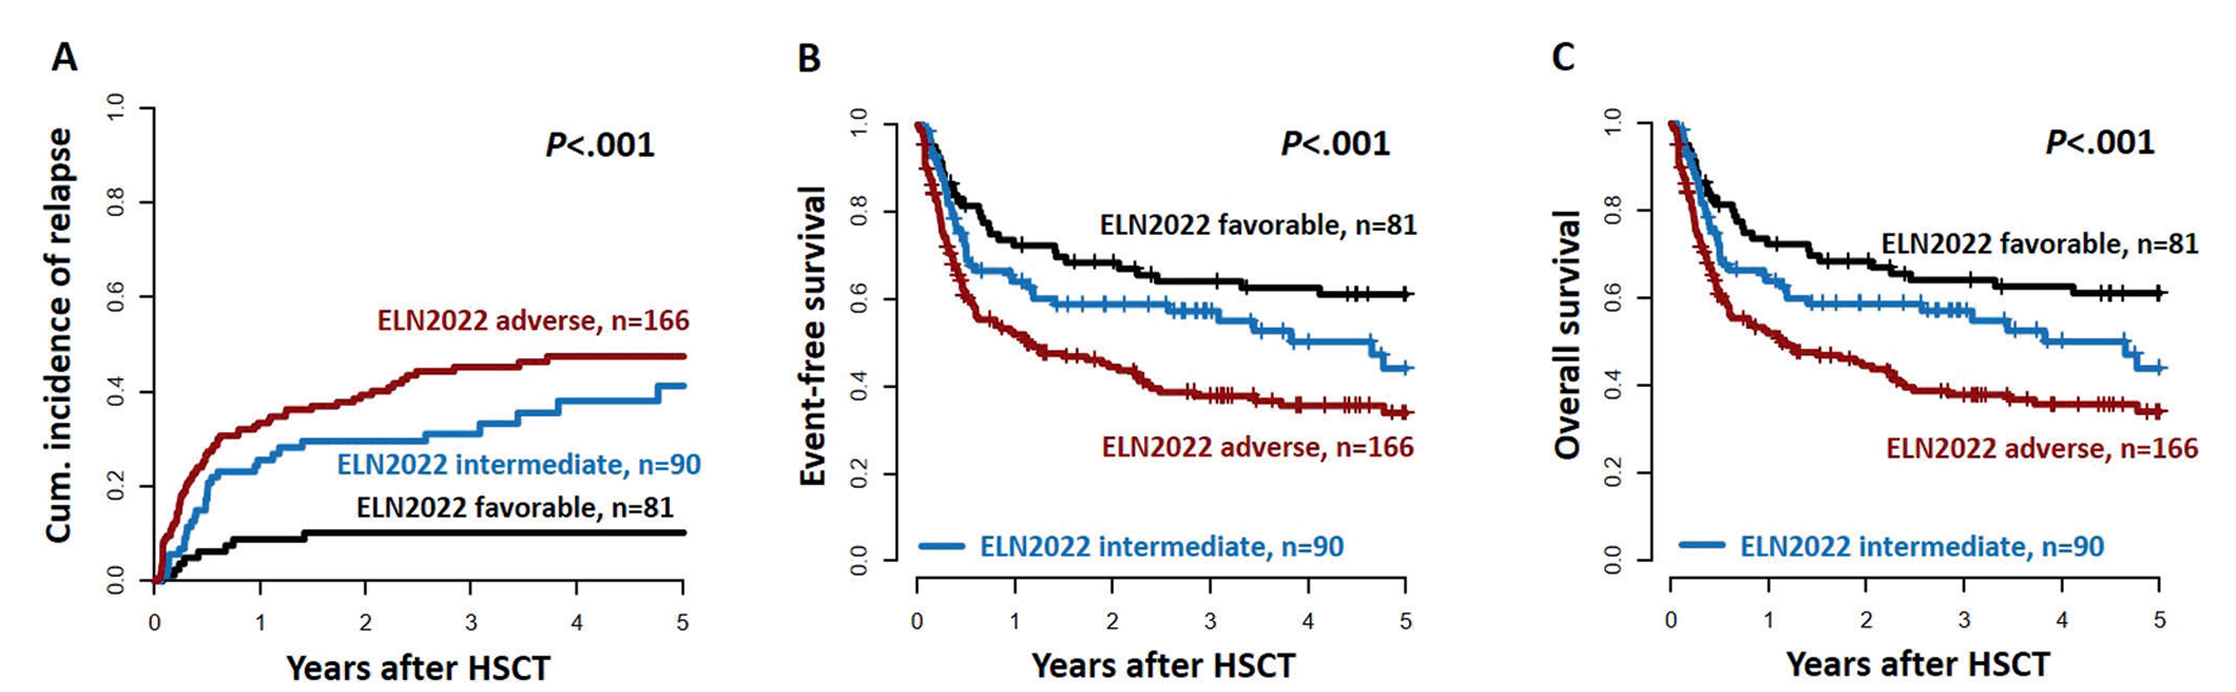 A
Cum. incidence of relapse
1.0
0.8
0.6
0.4
0.2
0.0
P<.001
ELN2022 adverse, n=166
ELN2022 intermediate, n=90
ELN2022 favorable, n=81
0 1 2 3 4 5
Years after HSCT
B
Event-free survival
1.0
0.8
0.6
0.4
0.2
0.0
P<.001
ELN2022 favorable, n=81
ELN2022 adverse, n=166
ELN2022 intermediate, n=90
0 1 2 3 4 5
Years after HSCT
C
Overall survival
1.0
0.8
0.6
0.4
0.2
0.0
P<.001
ELN2022 favorable, n=81
ELN2022 adverse, n=166
ELN2022 intermediate, n=90
0 1 2 3 4 5
Years after HSCT